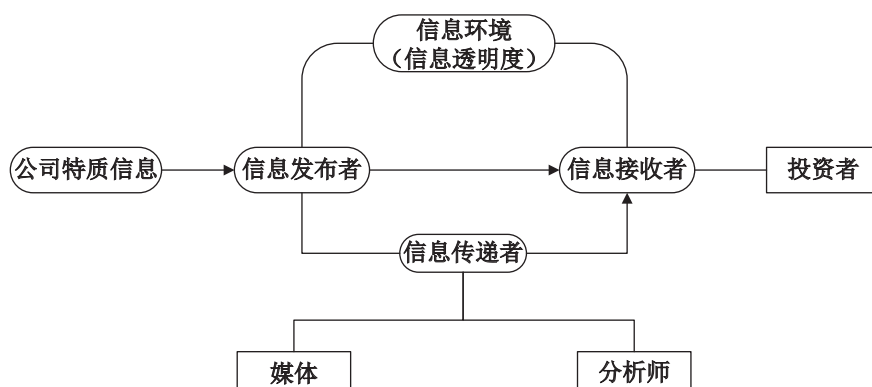 信息环境
（信息透明度）
公司特质信息
信息发布者
信息接收者
投资者
信息传递者
媒体
分析师